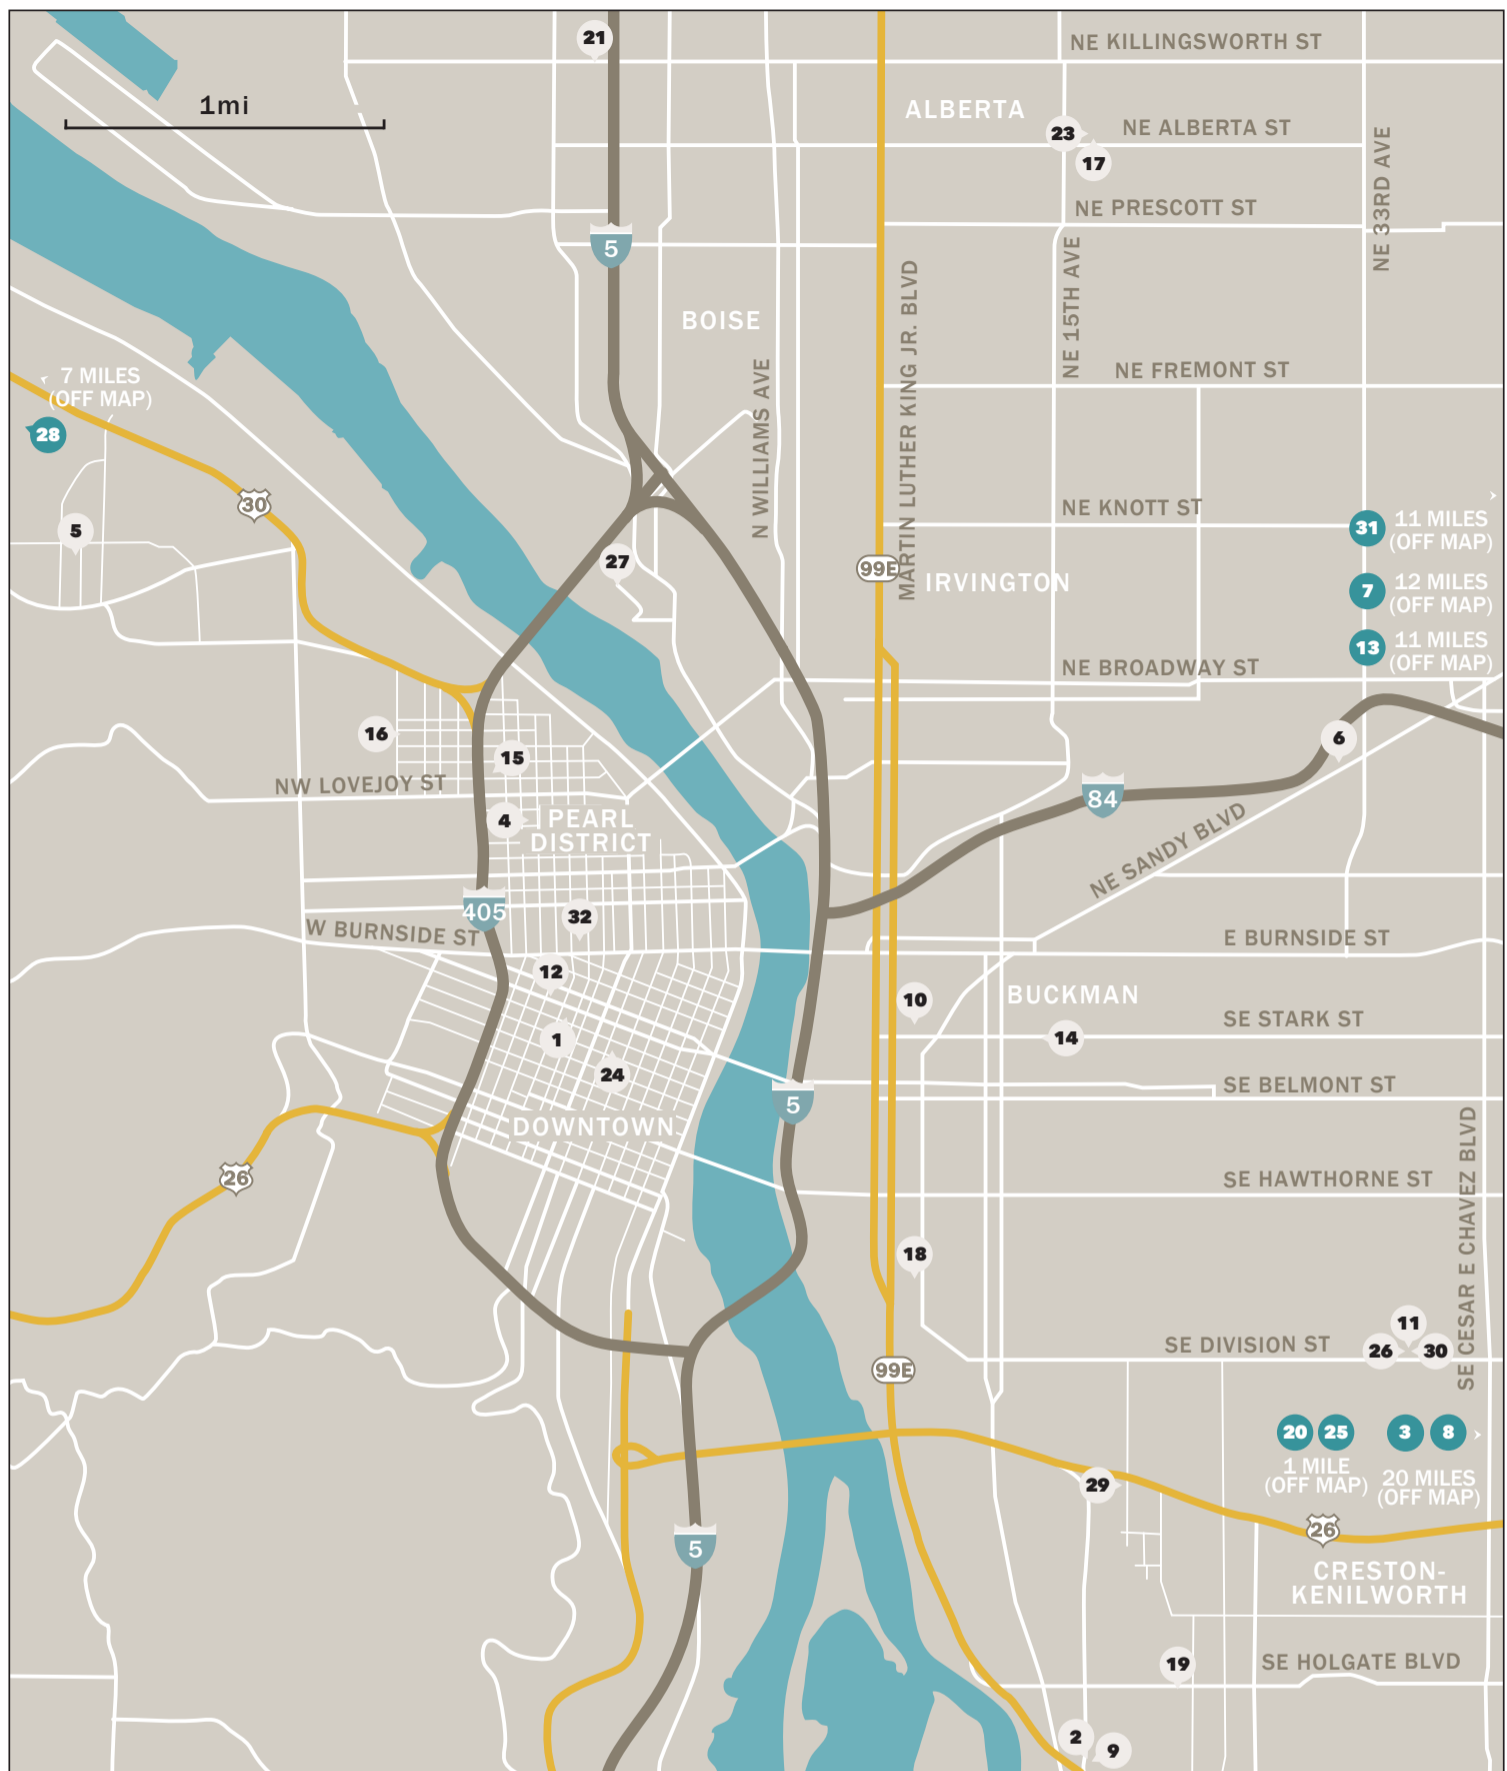 21
NE KILLINGSWORTH ST
1mi
ALBERTA
23
NE ALBERTA ST
17
NE 33RD AVE
NE PRESCOTT ST
5
NE 15TH AVE
BOISE
MARTIN LUTHER KING JR. BLVD
N WILLIAMS AVE
7 MILES
(OFF MAP)
28
NE FREMONT ST
30
5
NE KNOTT ST
31
11 MILES
(OFF MAP)
27
99E
IRVINGTON
7
12 MILES
(OFF MAP)
13
11 MILES
(OFF MAP)
NE BROADWAY ST
16
15
6
NW LOVEJOY ST
84
4
PEARL
DISTRICT
NE SANDY BLVD
405
32
W BURNSIDE ST
E BURNSIDE ST
12
10
BUCKMAN
1
14
SE STARK ST
24
SE BELMONT ST
5
DOWNTOWN
SE CESAR E CHAVEZ BLVD
26
SE HAWTHORNE ST
18
11
SE DIVISION ST
26
30
99E
20
25
3
8
1 MILE
(OFF MAP)
20 MILES
(OFF MAP)
29
26
5
CRESTON-
KENILWORTH
19
SE HOLGATE BLVD
2
9